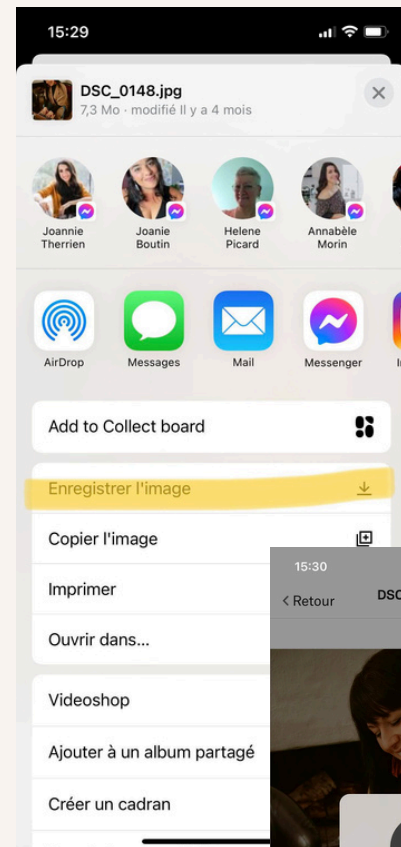 15:29
DSC_0148.jpg
7,3 Mo · modifié Il y a 4 mois
Joannie Therrien
Joanie Boutin
Helene Picard
Annabèle Morin
AirDrop
Messages
Mail
Messenger
Add to Collect board
Enregistrer l'image
Copier l'image
Imprimer
Ouvrir dans...
Videoshop
Ajouter à un album partagé
Créer un cadran
15:30
< Retour
DSC